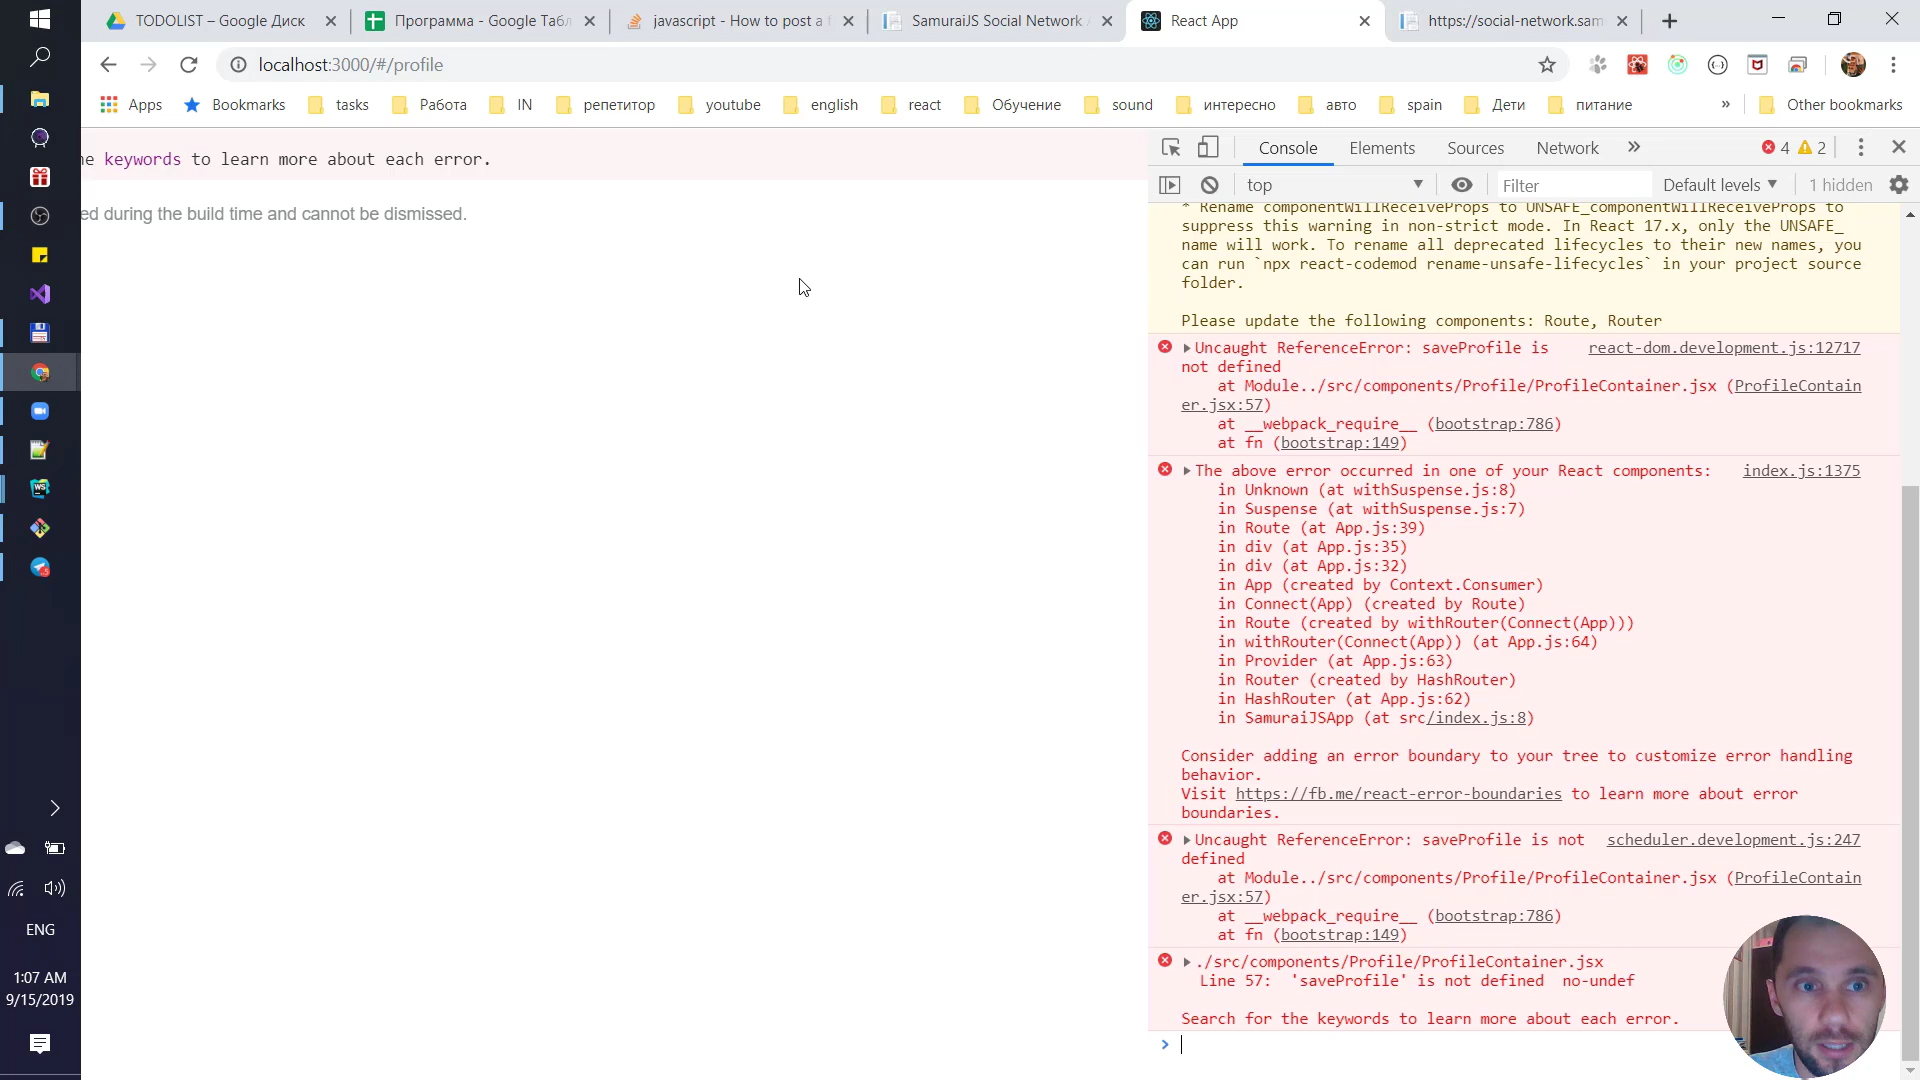 TODOLIST – Google Диск
Программа - Google Табл
javascript - How to post a f
SamuraiJS Social Network A
React App
https://social-network.sam
localhost:3000/#/profile
Apps
Bookmarks
tasks
Работа
IN
репетитор
youtube
english
react
Обучение
sound
интересно
авто
spain
Дети
питание
»
Other bookmarks
he keywords to learn more about each error.
ed during the build time and cannot be dismissed.
Console
Elements
Sources
Network
»
4
2
top
Filter
Default levels
1 hidden
* Rename componentWillReceiveProps to UNSAFE_componentWillReceiveProps to
suppress this warning in non-strict mode. In React 17.x, only the UNSAFE_
name will work. To rename all deprecated lifecycles to their new names, you
can run `npx react-codemod rename-unsafe-lifecycles` in your project source
folder.
Please update the following components: Route, Router
Uncaught ReferenceError: saveProfile is react-dom.development.js:12717
not defined
at Module../src/components/Profile/ProfileContainer.jsx (ProfileContain
er.jsx:57)
at __webpack_require__ (bootstrap:786)
at fn (bootstrap:149)
The above error occurred in one of your React components: index.js:1375
in Unknown (at withSuspense.js:8)
in Suspense (at withSuspense.js:7)
in Route (at App.js:39)
in div (at App.js:35)
in div (at App.js:32)
in App (created by Context.Consumer)
in Connect(App) (created by Route)
in Route (created by withRouter(Connect(App)))
in withRouter(Connect(App)) (at App.js:64)
in Provider (at App.js:63)
in Router (created by HashRouter)
in HashRouter (at App.js:62)
in SamuraiJSApp (at src/index.js:8)
Consider adding an error boundary to your tree to customize error handling
behavior.
Visit https://fb.me/react-error-boundaries to learn more about error
boundaries.
Uncaught ReferenceError: saveProfile is not scheduler.development.js:247
defined
at Module../src/components/Profile/ProfileContainer.jsx (ProfileContain
er.jsx:57)
at __webpack_require__ (bootstrap:786)
at fn (bootstrap:149)
./src/components/Profile/ProfileContainer.jsx
Line 57: 'saveProfile' is not defined no-undef
Search for the keywords to learn more about each error.
ENG
1:07 AM
9/15/2019